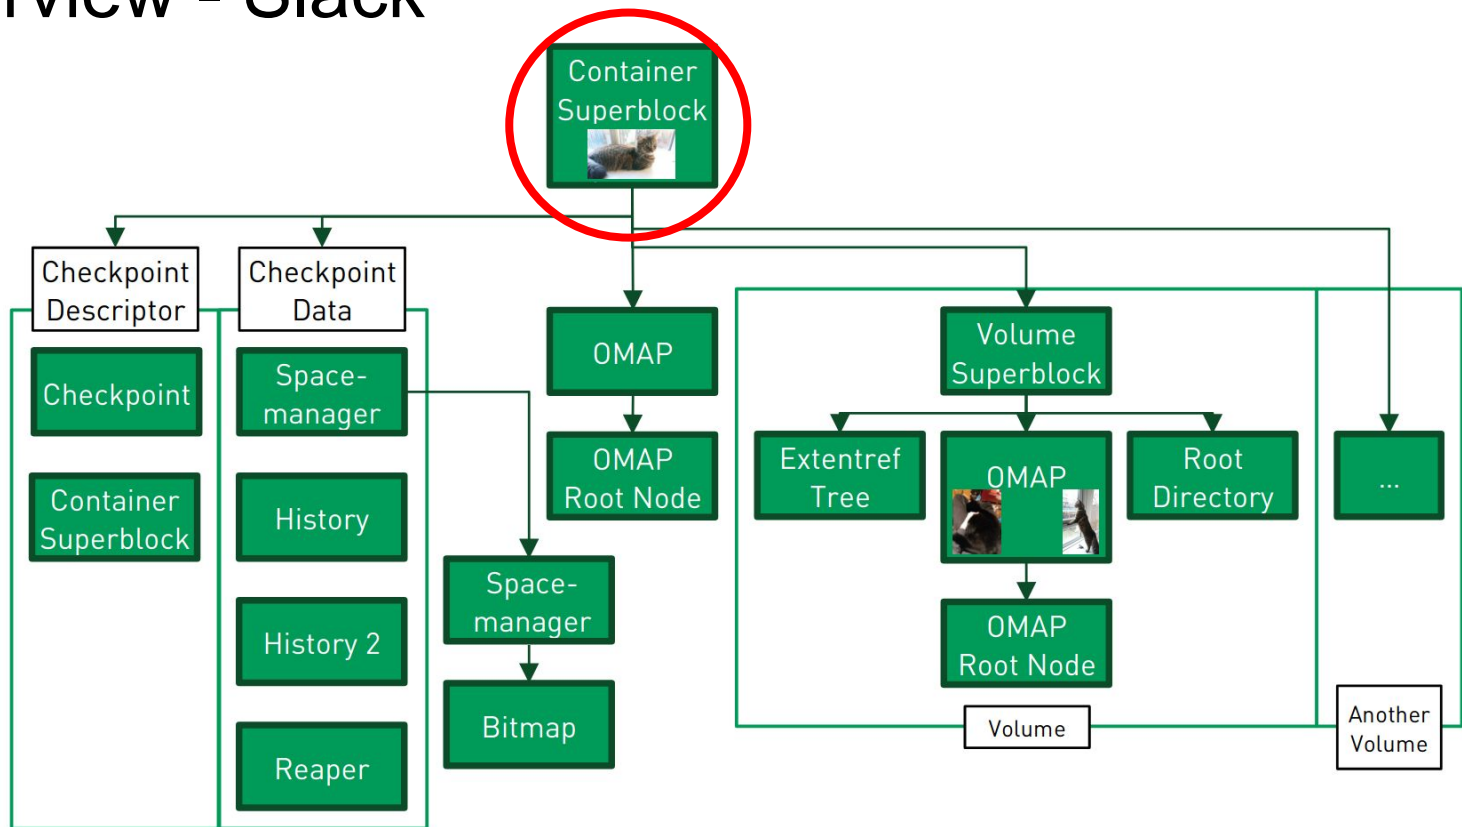 - Slack
Container
Superblock
Checkpoint
Descriptor
Checkpoint
Data
Checkpoint
Container
Superblock
Space-
manager
History
History 2
Reaper
Space-
manager
Bitmap
OMAP
OMAP
Root Node
Volume
Superblock
Extentref
Tree
OMAP
Root
Directory
OMAP
Root Node
Volume
...
Another
Volume